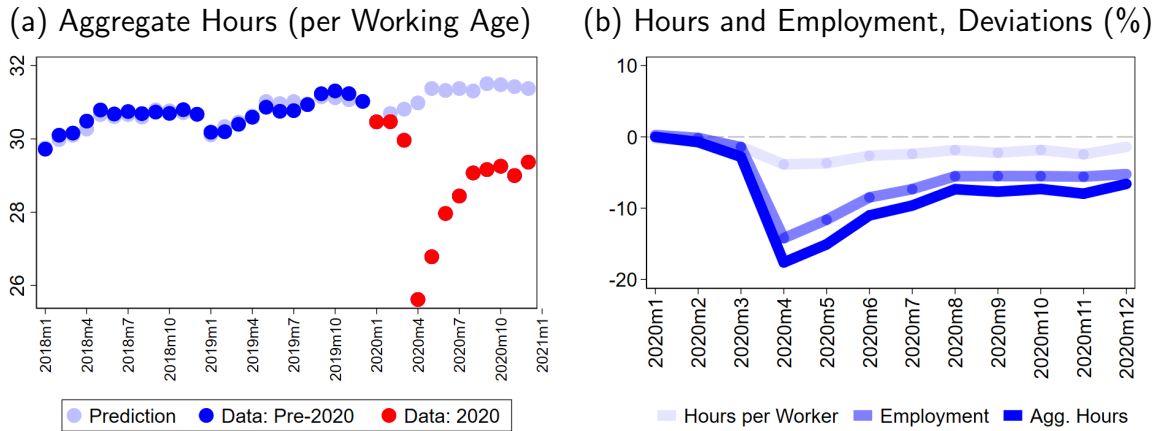 (a) Aggregate Hours (per Working Age)
32
30
28
26
2018m1
2018m4
2018m7
2018m10
2019m1
2019m4
2019m7
2019m10
2020m1
2020m4
2020m7
2020m10
2021m1
Prediction Data: Pre-2020 Data: 2020
(b) Hours and Employment, Deviations (%)
10
0
-10
-20
2020m1
2020m2
2020m3
2020m4
2020m5
2020m6
2020m7
2020m8
2020m9
2020m10
2020m11
2020m12
Hours per Worker Employment Agg. Hours